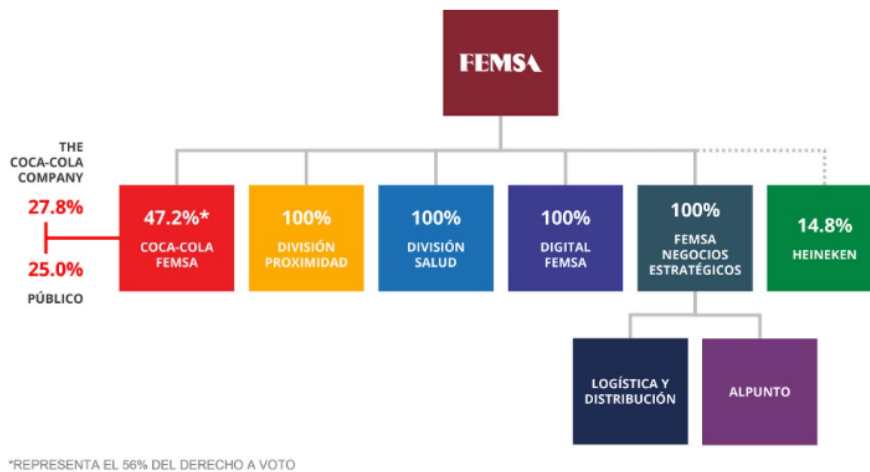 FEMSA
THE
COCA-COLA
COMPANY
27.8%
25.0%
PÚBLICO
47.2%*
COCA-COLA
FEMSA
100%
DIVISIÓN
PROXIMIDAD
100%
DIVISIÓN
SALUD
100%
DIGITAL
FEMSA
100%
FEMSA
NEGOCIOS
ESTRATÉGICOS
14.8%
HEINEKEN
LOGÍSTICA Y
DISTRIBUCIÓN
ALPUNTO
*REPRESENTA EL 56% DEL DERECHO A VOTO